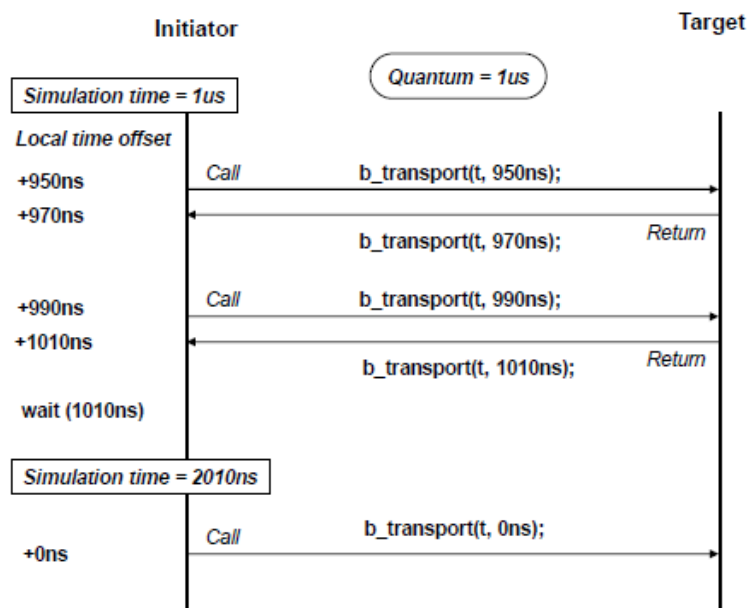 Initiator
Target
Quantum = 1us
Simulation time = 1us
Local time offset
+950ns
Call
b_transport(t, 950ns);
+970ns
b_transport(t, 970ns);
Return
+990ns
Call
b_transport(t, 990ns);
+1010ns
b_transport(t, 1010ns);
Return
wait (1010ns)
Simulation time = 2010ns
+0ns
Call
b_transport(t, 0ns);